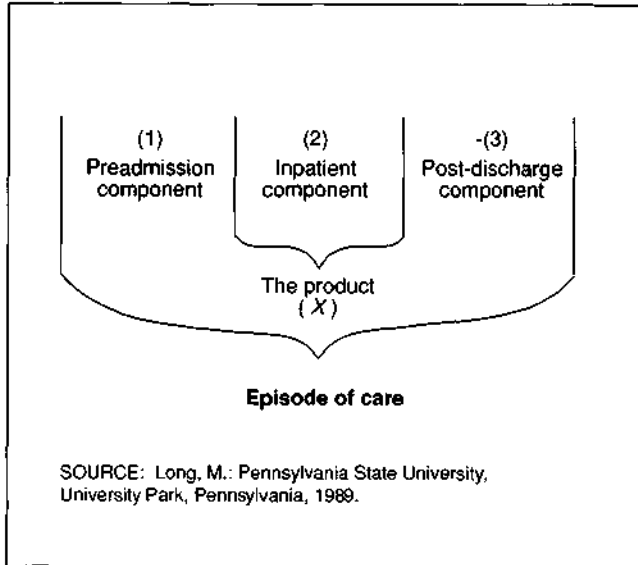 (1)
Preadmission
component
(2)
Inpatient
component
-(3)
Post-discharge
component
The product
(X)
Episode of care
SOURCE: Long, M.: Pennsylvania State University,
University Park, Pennsylvania, 1989.